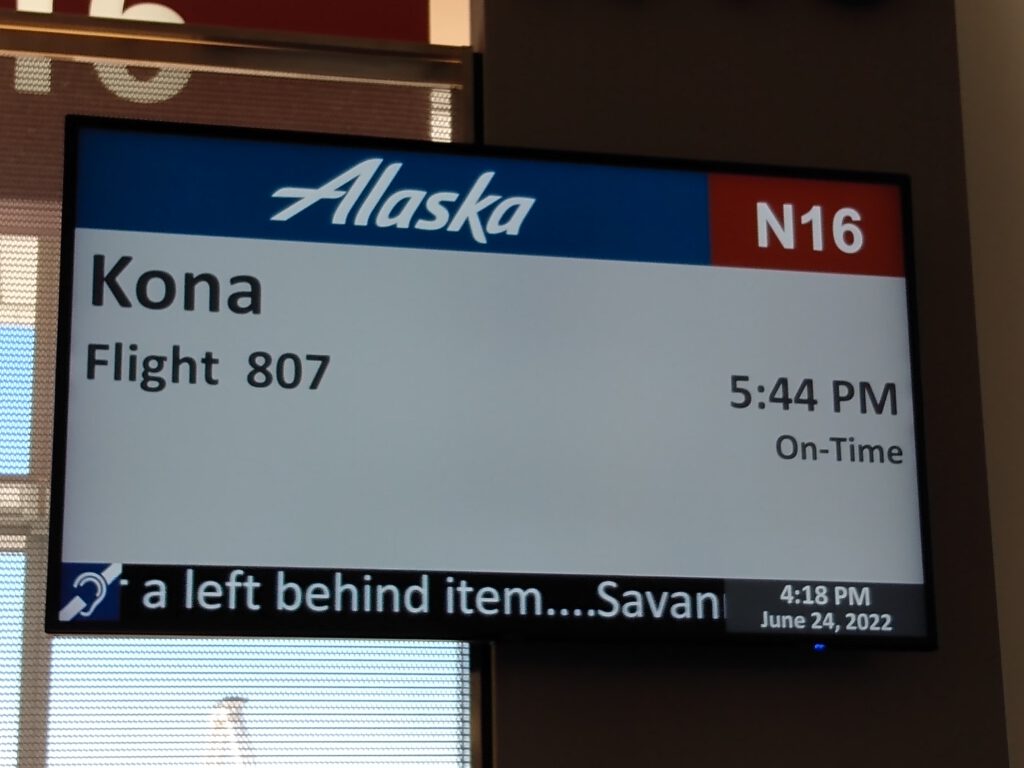 16
Alaska
N16
Kona
Flight 807
5:44 PM
On-Time
a left behind item....Savan
4:18 PM
June 24, 2022